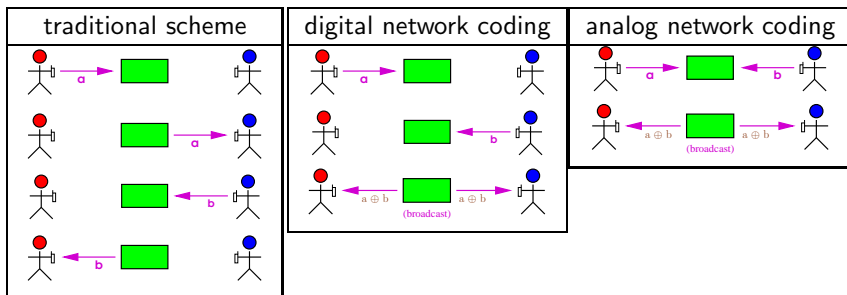 traditional scheme
a
a
b
b
digital network coding
a
b
a ⊕ b a ⊕ b
(broadcast)
analog network coding
a b
a ⊕ b a ⊕ b
(broadcast)